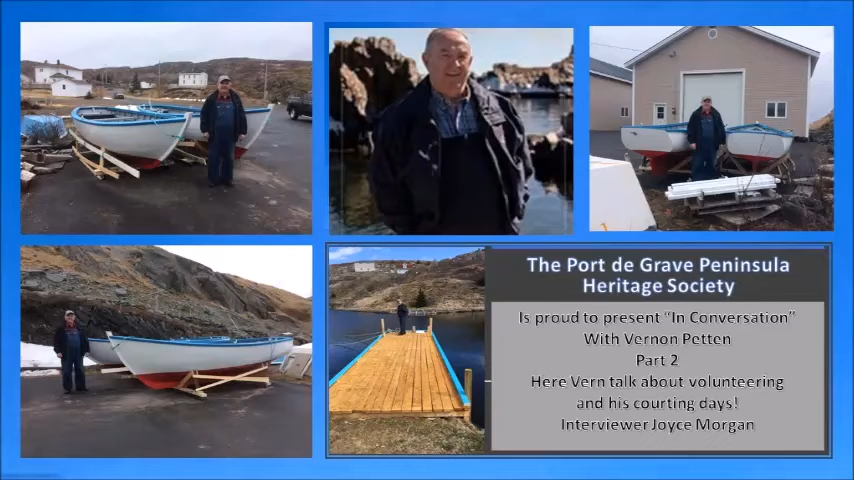 The Port de Grave Peninsula
Heritage Society
Is proud to present "In Conversation"
With Vernon Petten
Part 2
Here Vern talk about volunteering
and his courting days!
Interviewer Joyce Morgan